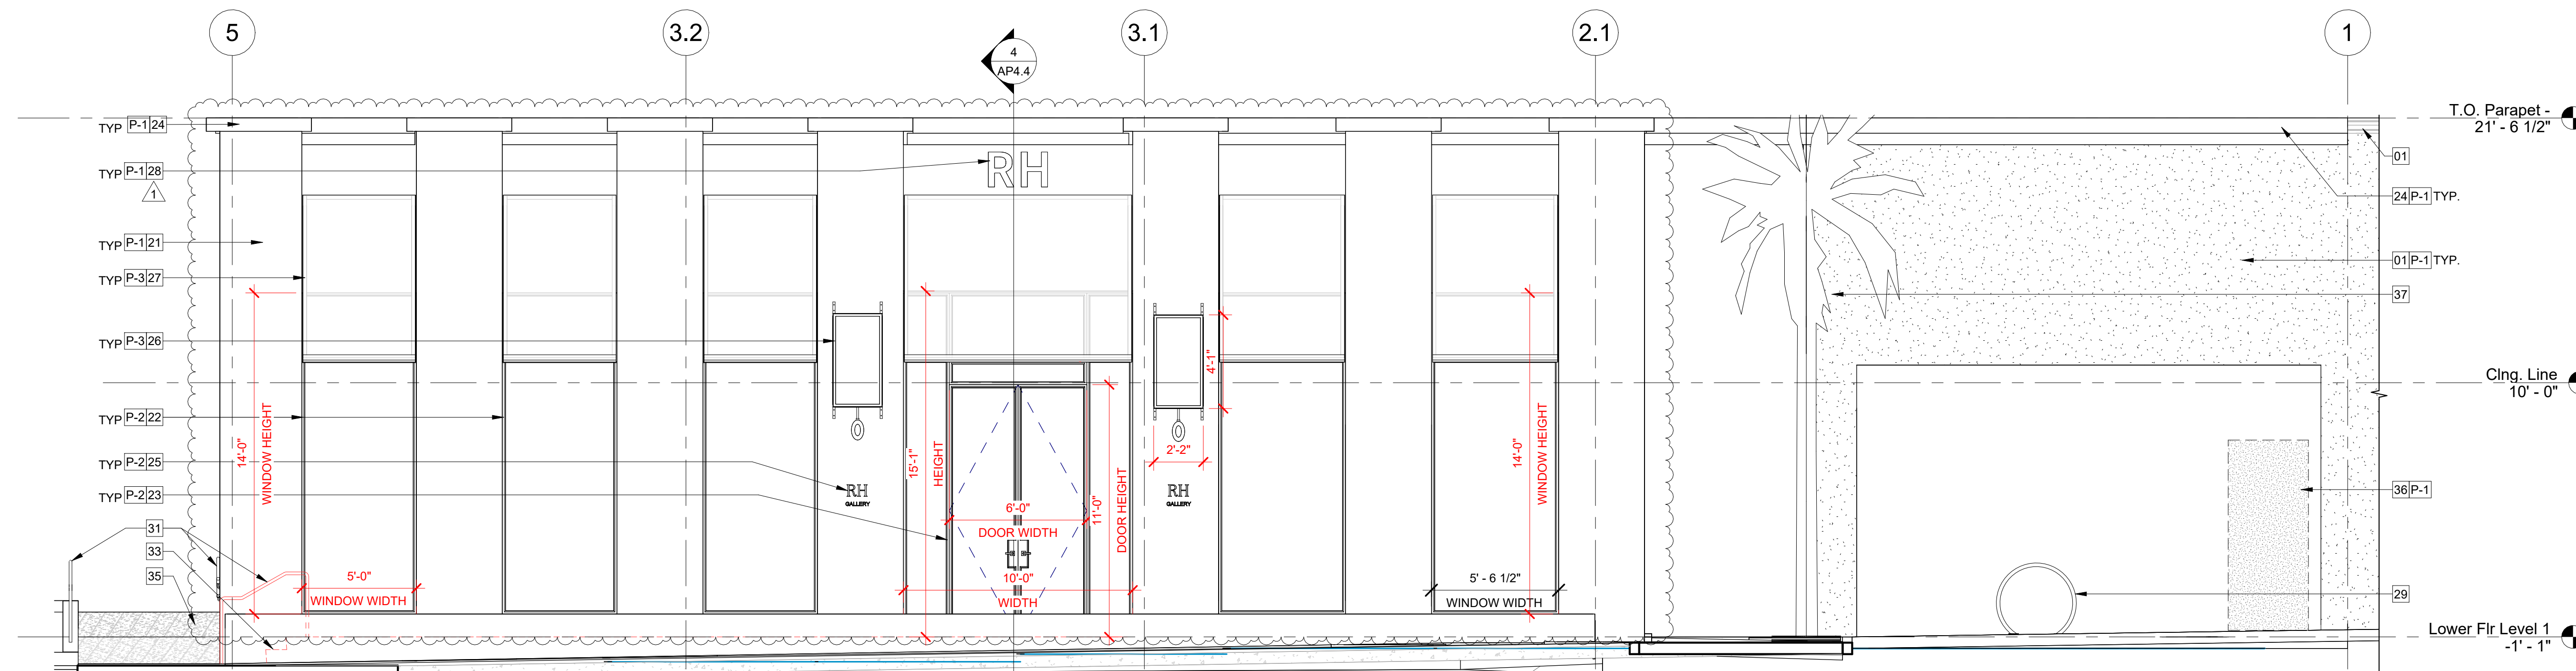 5
3.2
4
AP4.4
3.1
2.1
1
T.O. Parapet -
21' - 6 1/2"
TYP P-1 24
TYP P-1 28
1
TYP P-1 21
TYP P-3 27
TYP P-3 26
TYP P-2 22
TYP P-2 25
TYP P-2 23
31
33
35
RH
14'-0"
WINDOW HEIGHT
5'-0"
WINDOW WIDTH
RH
GALLERY
15'-1"
HEIGHT
6'-0"
DOOR WIDTH
10'-0"
WIDTH
11'-0"
DOOR HEIGHT
4'-1"
2'-2"
RH
GALLERY
14'-0"
WINDOW HEIGHT
5' - 6 1/2"
WINDOW WIDTH
01
24 P-1 TYP.
01 P-1 TYP.
37
Clng. Line
10' - 0"
36 P-1
29
Lower Flr Level 1
-1' - 1"